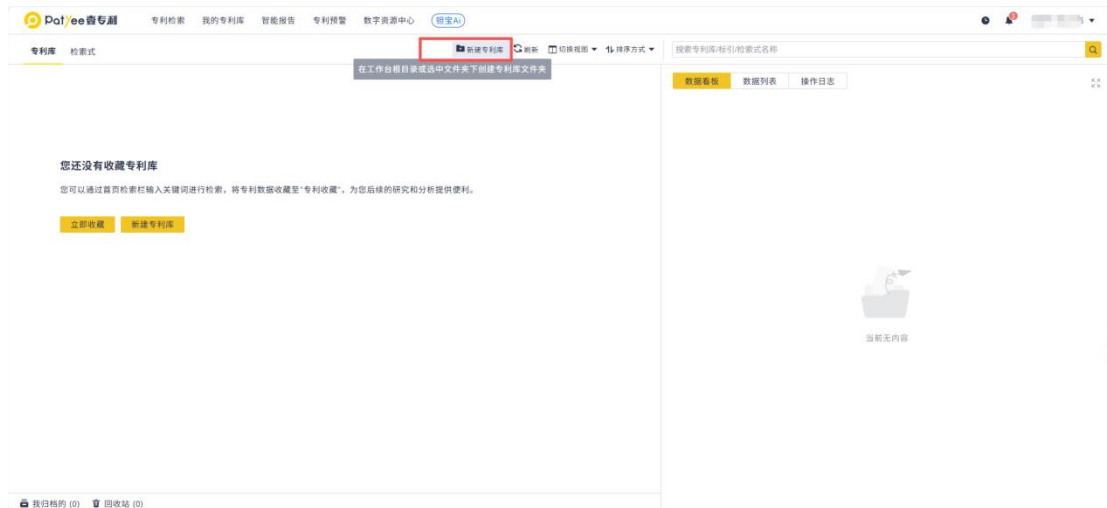 Patyee壹专利 专利检索 我的专利库 智能报告 专利预警 数字资源中心 钽宝Ai 3
专利库 检索式 新建专利库 刷新 切换视图 排序方式 搜索专利库/标引/检索式名称
在工作台根目录或选中文件夹下创建专利库文件夹
数据看板 数据列表 操作日志
您还没有收藏专利库
您可以通过首页检索栏输入关键词进行检索，将专利数据收藏至“专利收藏”，为您后续的研究和分析提供便利。
立即收藏 新建专利库
当前无内容
我归档的 (0) 回收站 (0)